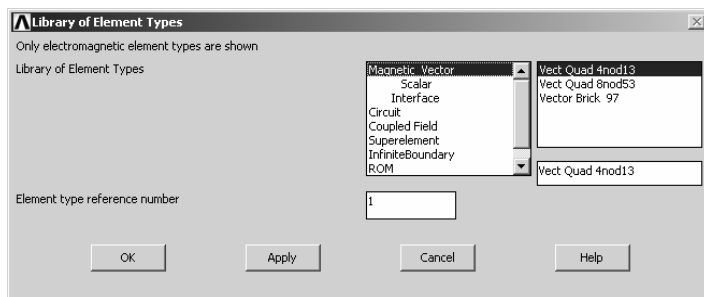 Library of Element Types
Only electromagnetic element types are shown
Library of Element Types
Magnetic Vector
Scalar
Interface
Circuit
Coupled Field
Superelement
InfiniteBoundary
ROM
Vect Quad 4nod13
Vect Quad 8nod53
Vector Brick 97
Vect Quad 4nod13
Element type reference number
1
OK
Apply
Cancel
Help